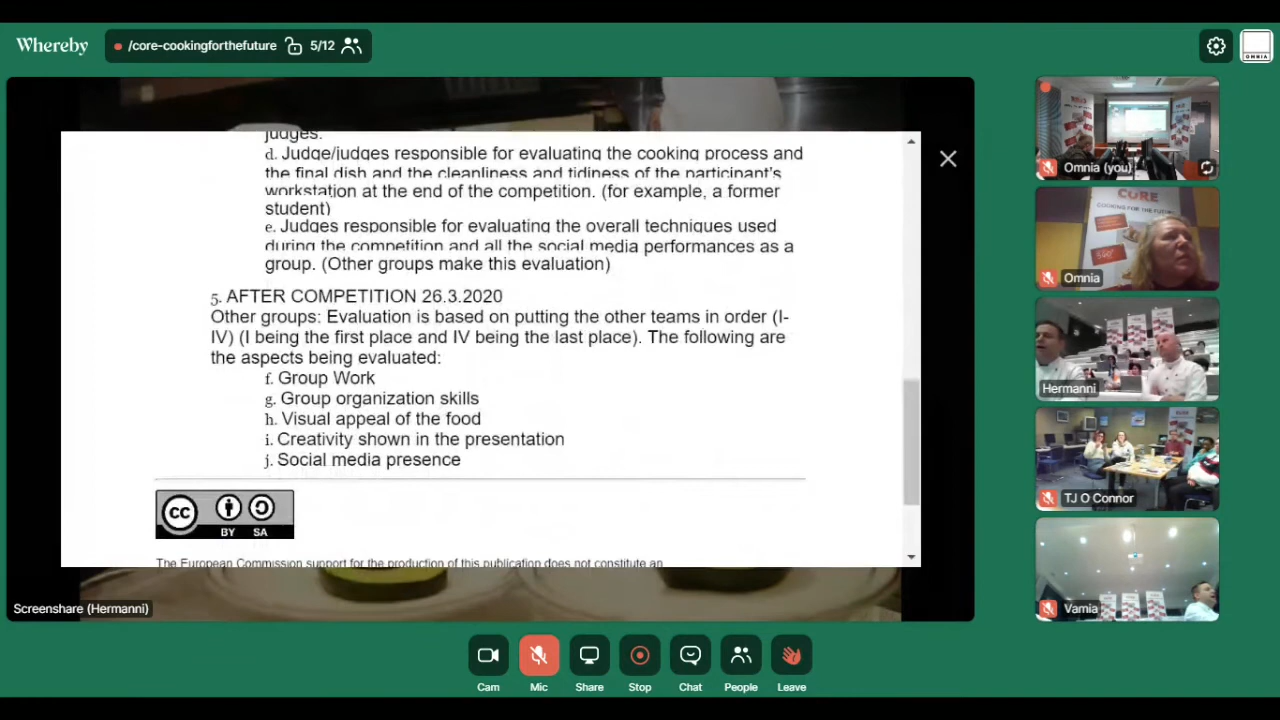 Whereby
/core-cookingforthefuture
5/12
OMNIA
judges.
d. Judge/judges responsible for evaluating the cooking process and
the final dish and the cleanliness and tidiness of the participant's
workstation at the end of the competition. (for example, a former
student)
e. Judges responsible for evaluating the overall techniques used
during the competition and all the social media performances as a
group. (Other groups make this evaluation)
5. AFTER COMPETITION 26.3.2020
Other groups: Evaluation is based on putting the other teams in order (I-
IV) (I being the first place and IV being the last place). The following are
the aspects being evaluated:
f. Group Work
g. Group organization skills
h. Visual appeal of the food
i. Creativity shown in the presentation
j. Social media presence
CC
BY SA
The European Commission support for the production of this publication does not constitute an
Screenshare (Hermanni)
Omnia (you)
CORE
COOKING FOR THE FUTURE
Omnia
Hermanni
TJ O Connor
Vamia
Cam
Mic
Share
Stop
Chat
People
Leave